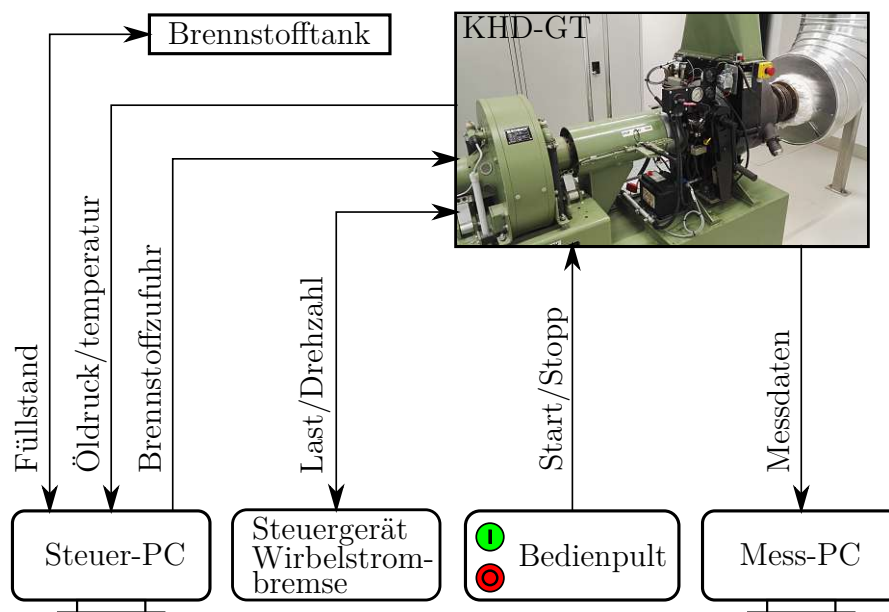 Brennstofftank
KHD-GT
Füllstand
Öldruck/temperatur
Brennstoffzufuhr
Last/Drehzahl
Start/Stopp
Messdaten
Steuer-PC
Steuergerät
Wirbelstrom-
bremse
Bedienpult
Mess-PC